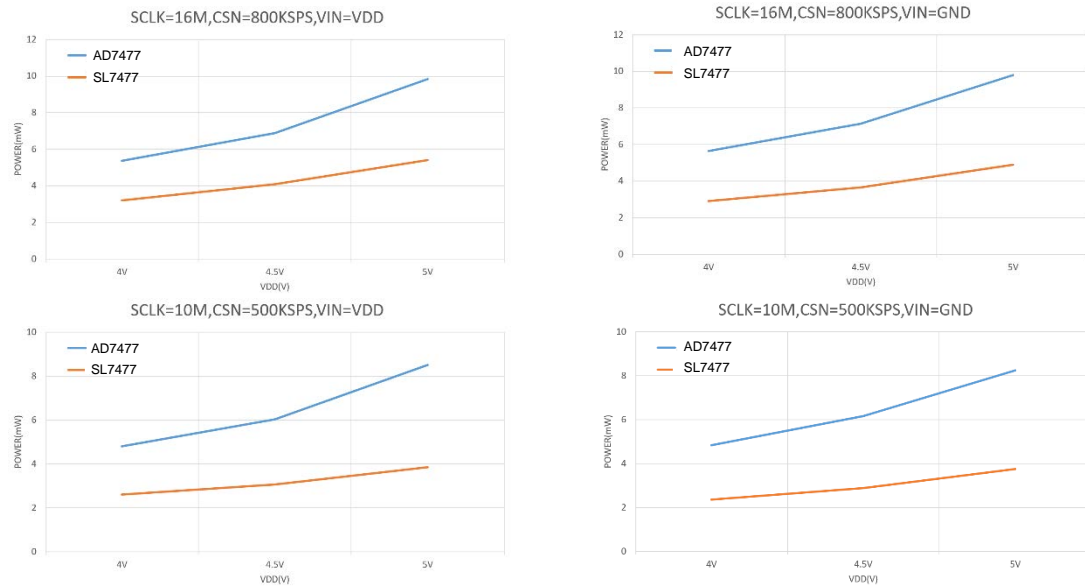 SCLK=16M,CSN=800KSPS,VIN=VDD
12
10
8
6
4
2
0
POWER(mW)
AD7477
SL7477
4V
4.5V
5V
VDD(V)
SCLK=16M,CSN=800KSPS,VIN=GND
12
10
8
6
4
2
0
POWER(mW)
AD7477
SL7477
4V
4.5V
5V
VDD(V)
SCLK=10M,CSN=500KSPS,VIN=VDD
10
8
6
4
2
0
POWER(mW)
AD7477
SL7477
4V
4.5V
5V
VDD(V)
SCLK=10M,CSN=500KSPS,VIN=GND
10
8
6
4
2
0
POWER(mW)
AD7477
SL7477
4V
4.5V
5V
VDD(V)